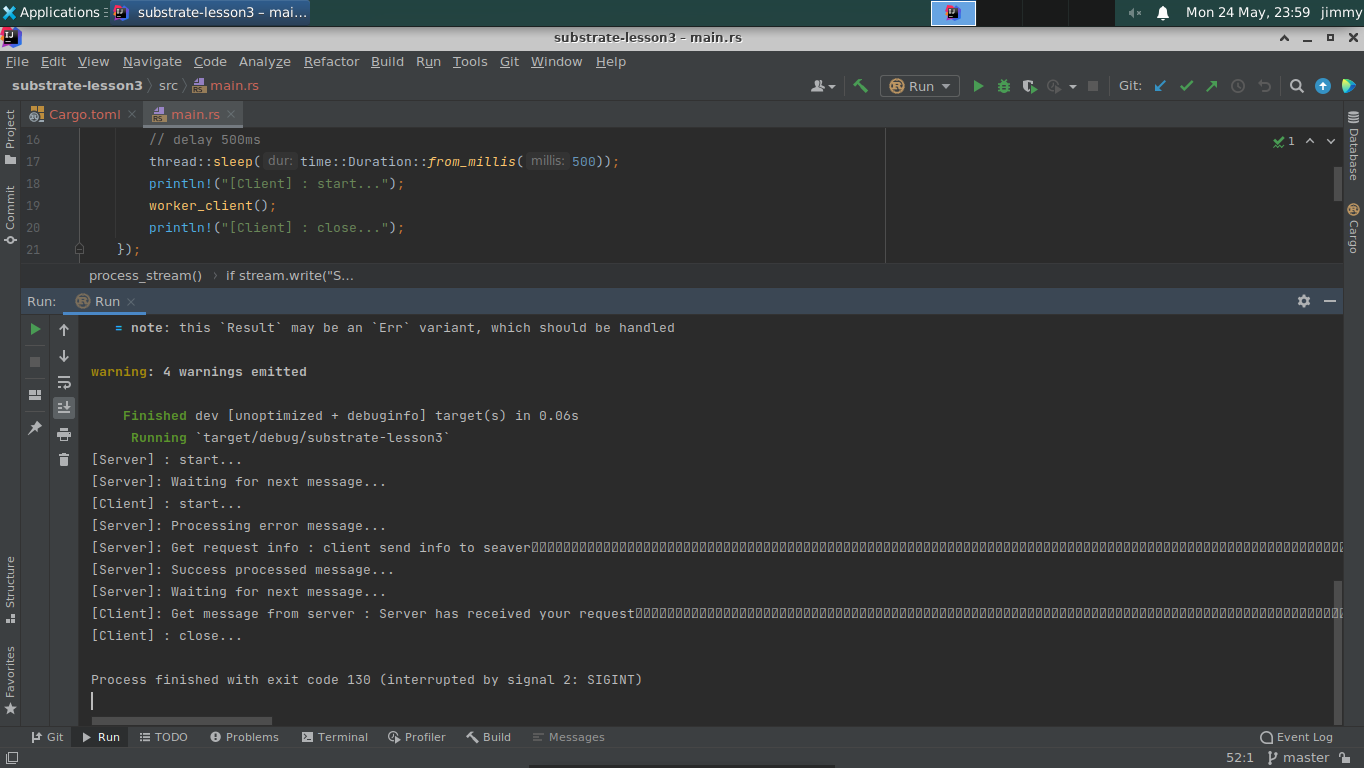 Applications substrate-lesson3 – mai... Mon 24 May, 23:59 jimmy
substrate-lesson3 – main.rs
File Edit View Navigate Code Analyze Refactor Build Run Tools Git Window Help
substrate-lesson3 src main.rs Run Git:
Cargo.toml main.rs
16 // delay 500ms
17 thread::sleep( dur: time::Duration::from_millis( millis: 500));
18 println!("[Client] : start...");
19 worker_client();
20 println!("[Client] : close...");
21 });
1
process_stream() › if stream.write("S...
Run: Run
= note: this `Result` may be an `Err` variant, which should be handled
warning: 4 warnings emitted
Finished dev [unoptimized + debuginfo] target(s) in 0.06s
Running `target/debug/substrate-lesson3`
[Server] : start...
[Server]: Waiting for next message...
[Client] : start...
[Server]: Processing error message...
[Server]: Get request info : client send info to seaver
[Server]: Success processed message...
[Server]: Waiting for next message...
[Client]: Get message from server : Server has received your request
[Client] : close...
Process finished with exit code 130 (interrupted by signal 2: SIGINT)
Project
Commit
Structure
Favorites
Database
Cargo
Git Run TODO Problems Terminal Profiler Build Messages Event Log
52:1 master